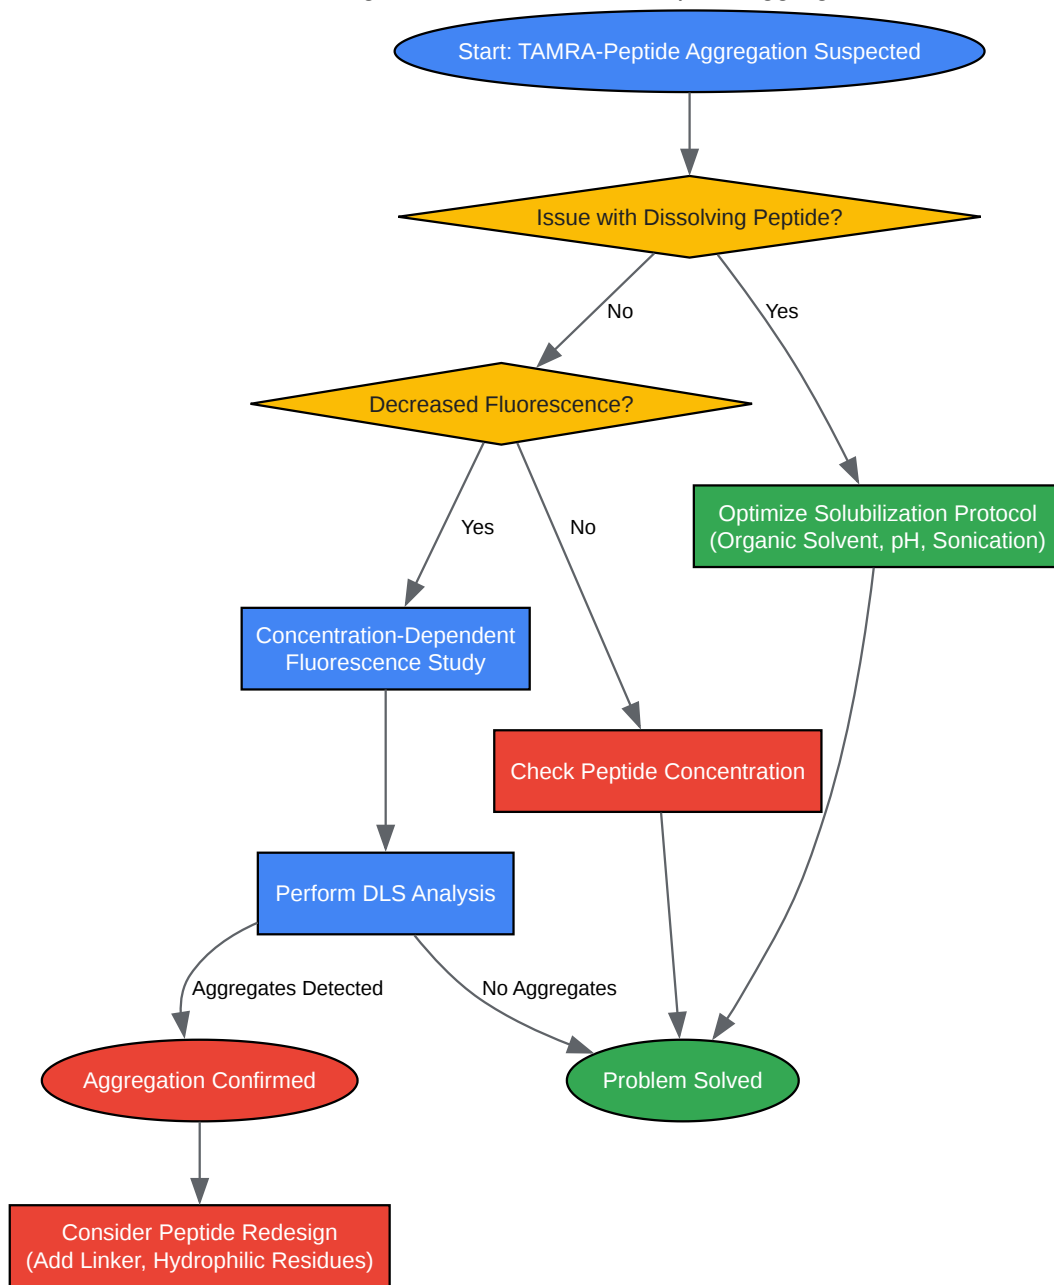 Start: TAMRA-Peptide Aggregation Suspected
Issue with Dissolving Peptide?
No
Yes
Decreased Fluorescence?
Optimize Solubilization Protocol
(Organic Solvent, pH, Sonication)
Yes
No
Concentration-Dependent
Fluorescence Study
Check Peptide Concentration
Perform DLS Analysis
Aggregates Detected
No Aggregates
Aggregation Confirmed
Problem Solved
Consider Peptide Redesign
(Add Linker, Hydrophilic Residues)